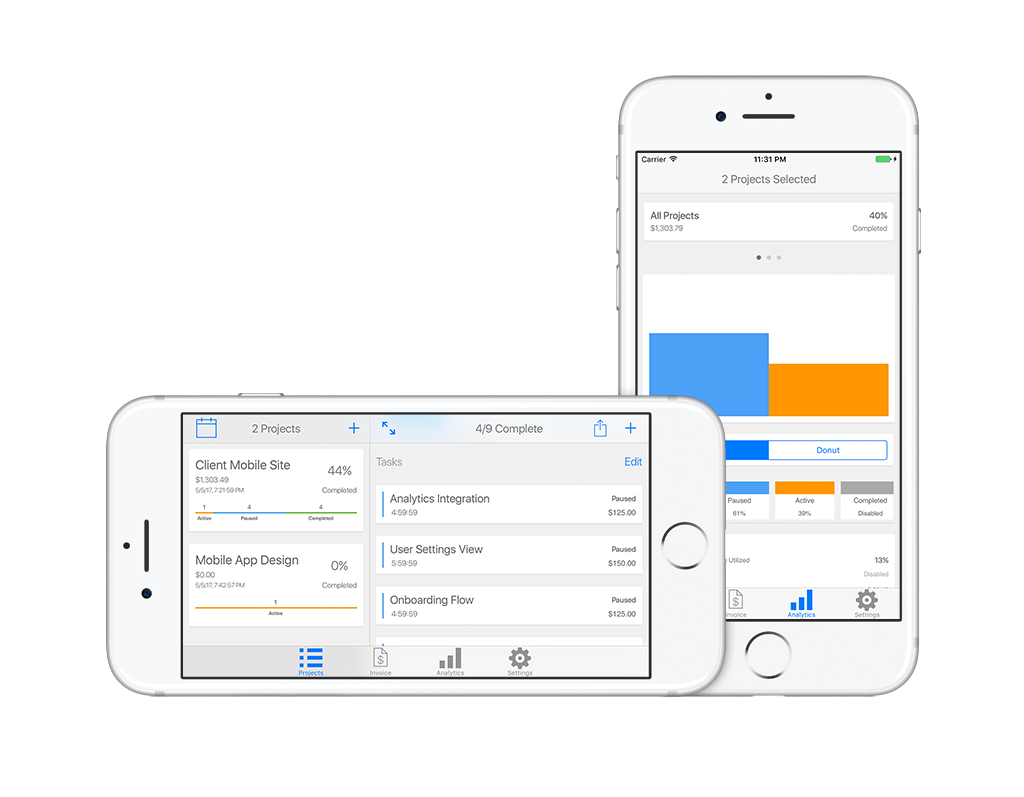 Carrier 11:31 PM
2 Projects Selected
All Projects 40%
$1,303.79 Completed
Donut
Paused Active Completed
61% 39% Disabled
Utilized 13%
Disabled
Invoice Analytics Settings
2 Projects +
Client Mobile Site 44%
$1,303.49
5/5/17, 7:21:59 PM Completed
1 4 4
Active Paused Completed
Mobile App Design 0%
$0.00
5/5/17, 7:42:57 PM Completed
1
Active
4/9 Complete +
Tasks Edit
Analytics Integration Paused
4:59:59 $125.00
User Settings View Paused
5:59:59 $150.00
Onboarding Flow Paused
4:59:59 $125.00
Projects Invoice Analytics Settings